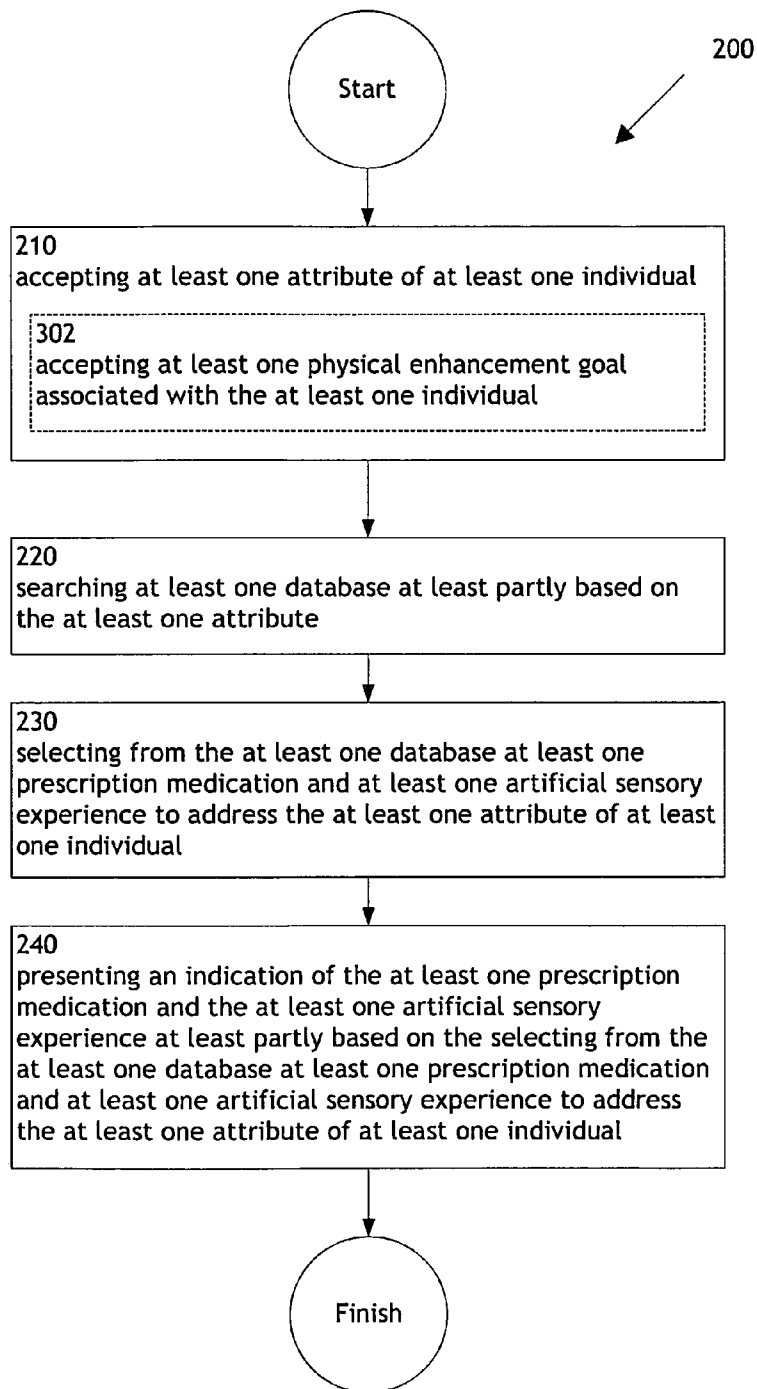 200
Start
210
accepting at least one attribute of at least one individual
302
accepting at least one physical enhancement goal
associated with the at least one individual
220
searching at least one database at least partly based on
the at least one attribute
230
selecting from the at least one database at least one
prescription medication and at least one artificial sensory
experience to address the at least one attribute of at least
one individual
240
presenting an indication of the at least one prescription
medication and the at least one artificial sensory
experience at least partly based on the selecting from the
at least one database at least one prescription medication
and at least one artificial sensory experience to address
the at least one attribute of at least one individual
Finish